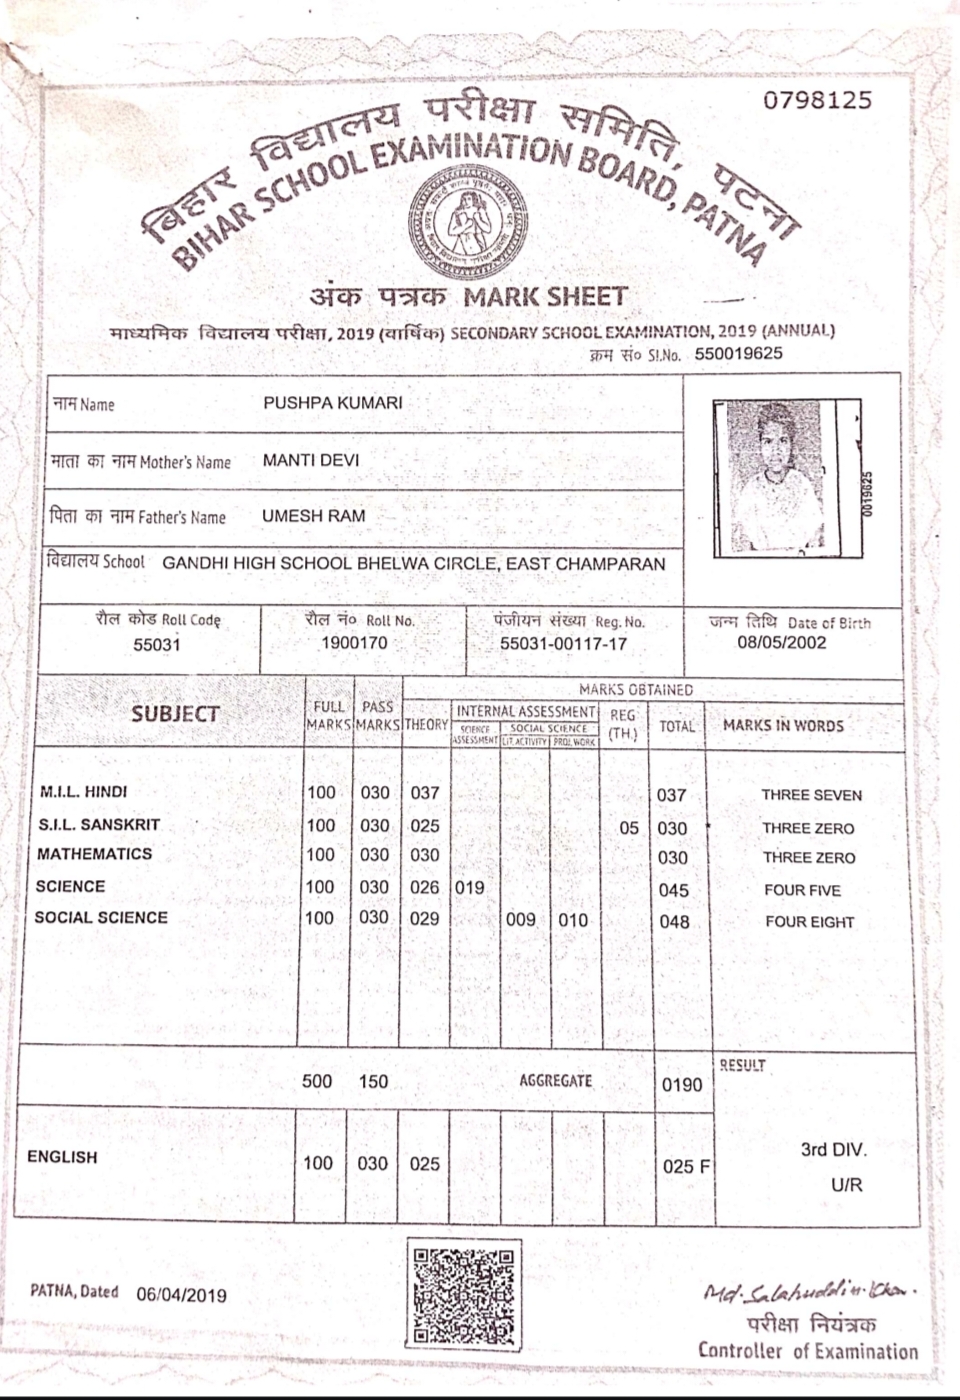 0798125
बिहार विद्यालय परीक्षा समिति, पटना
BIHAR SCHOOL EXAMINATION BOARD, PATNA
अंक पत्रक MARK SHEET
माध्यमिक विद्यालय परीक्षा, 2019 (वार्षिक) SECONDARY SCHOOL EXAMINATION, 2019 (ANNUAL)
क्रम सं० Sl.No. 550019625
नाम Name PUSHPA KUMARI
माता का नाम Mother's Name MANTI DEVI
पिता का नाम Father's Name UMESH RAM
0019625
विद्यालय School GANDHI HIGH SCHOOL BHELWA CIRCLE, EAST CHAMPARAN
रौल कोड Roll Code रौल नं० Roll No. पंजीयन संख्या Reg. No. जन्म तिथि Date of Birth
55031 1900170 55031-00117-17 08/05/2002
MARKS OBTAINED
SUBJECT FULL MARKS PASS MARKS THEORY INTERNAL ASSESSMENT REG (TH.) TOTAL MARKS IN WORDS
SCIENCE ASSESSMENT SOCIAL SCIENCE
LIT. ACTIVITY PROJ. WORK
M.I.L. HINDI 100 030 037 037 THREE SEVEN
S.I.L. SANSKRIT 100 030 025 05 030 THREE ZERO
MATHEMATICS 100 030 030 030 THREE ZERO
SCIENCE 100 030 026 019 045 FOUR FIVE
SOCIAL SCIENCE 100 030 029 009 010 048 FOUR EIGHT
RESULT
500 150 AGGREGATE 0190
ENGLISH 100 030 025 025 F
3rd DIV.
U/R
PATNA, Dated 06/04/2019
Md. Salahuddin Khan.
परीक्षा नियंत्रक
Controller of Examination